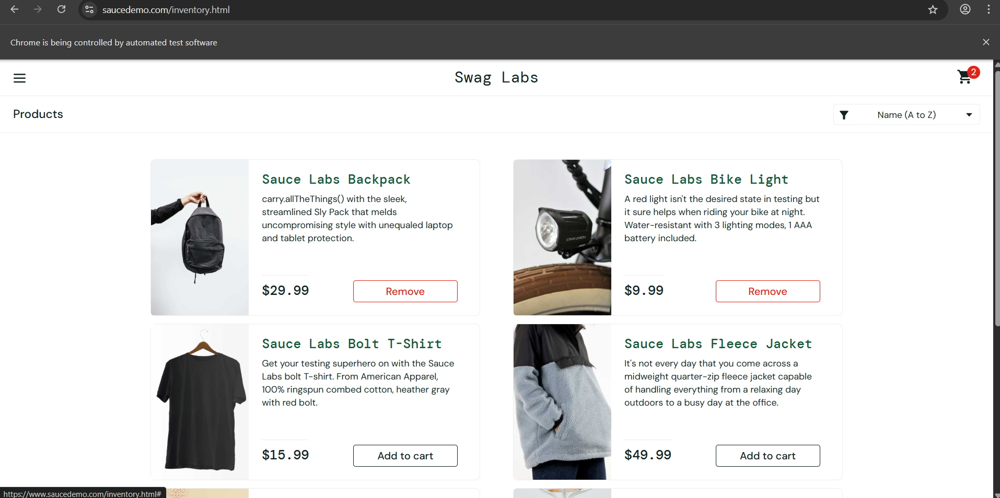 saucedemo.com/inventory.html
Chrome is being controlled by automated test software
Swag Labs
2
Products
Name (A to Z)
Sauce Labs Backpack
carry.allTheThings() with the sleek,
streamlined Sly Pack that melds
uncompromising style with unequaled laptop
and tablet protection.
$29.99
Remove
Sauce Labs Bike Light
A red light isn't the desired state in testing but
it sure helps when riding your bike at night.
Water-resistant with 3 lighting modes, 1 AAA
battery included.
STAR UNION
$9.99
Remove
Sauce Labs Bolt T-Shirt
Get your testing superhero on with the Sauce
Labs bolt T-shirt. From American Apparel,
100% ringspun combed cotton, heather gray
with red bolt.
$15.99
Add to cart
Sauce Labs Fleece Jacket
It's not every day that you come across a
midweight quarter-zip fleece jacket capable
of handling everything from a relaxing day
outdoors to a busy day at the office.
$49.99
Add to cart
https://www.saucedemo.com/inventory.html#